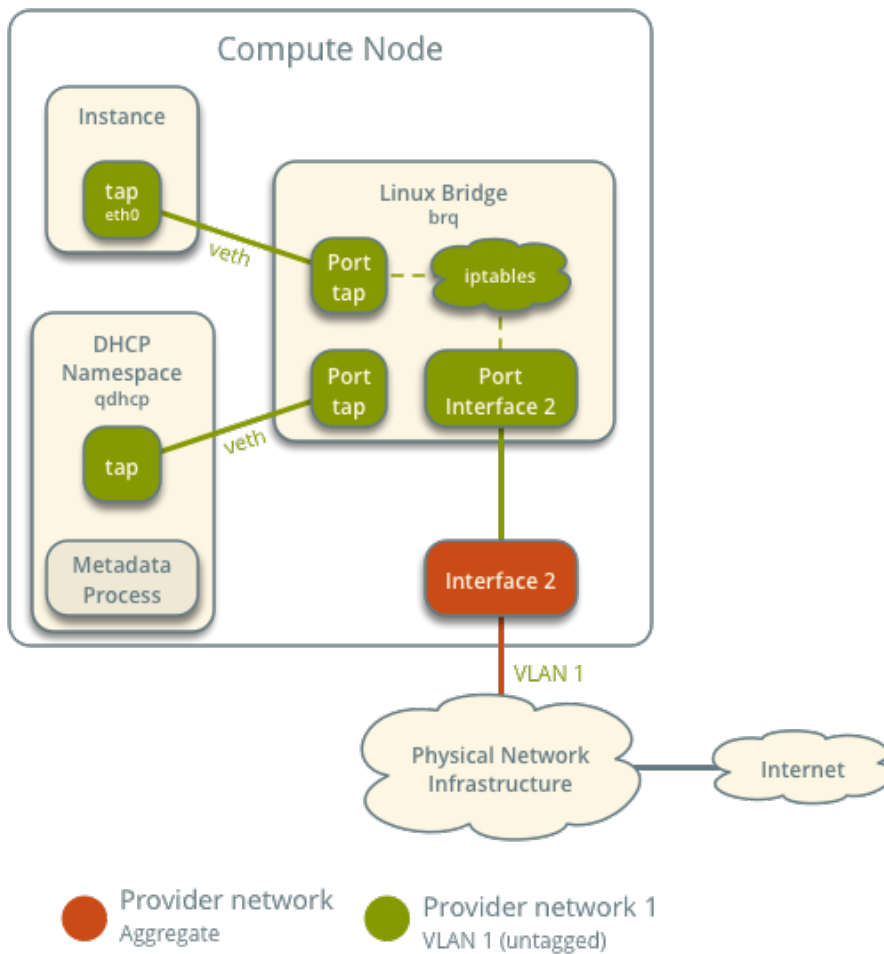 Compute Node
Instance
tap
eth0
veth
Linux Bridge
brq
Port
tap
iptables
DHCP
Namespace
qdhcp
tap
veth
Port
tap
Port
Interface 2
Metadata
Process
Interface 2
VLAN 1
Physical Network
Infrastructure
Internet
Provider network
Aggregate
Provider network 1
VLAN 1 (untagged)